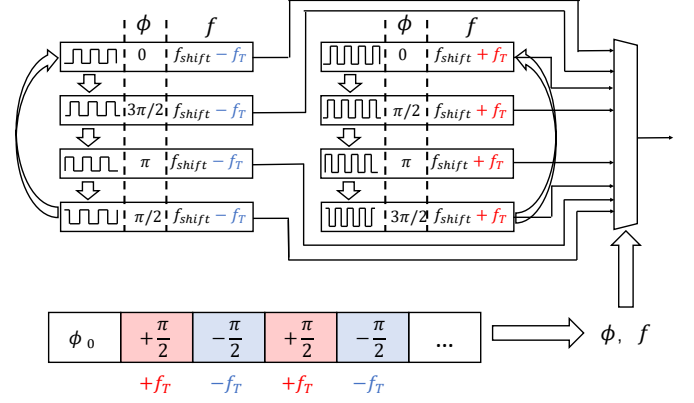 ϕ f ϕ f
0 f_shift − f_T 0 f_shift + f_T
3π/2 f_shift − f_T π/2 f_shift + f_T
π f_shift − f_T π f_shift + f_T
π/2 f_shift − f_T 3π/2 f_shift + f_T
ϕ_0 +π/2 −π/2 +π/2 −π/2 ... ϕ, f
+f_T −f_T +f_T −f_T